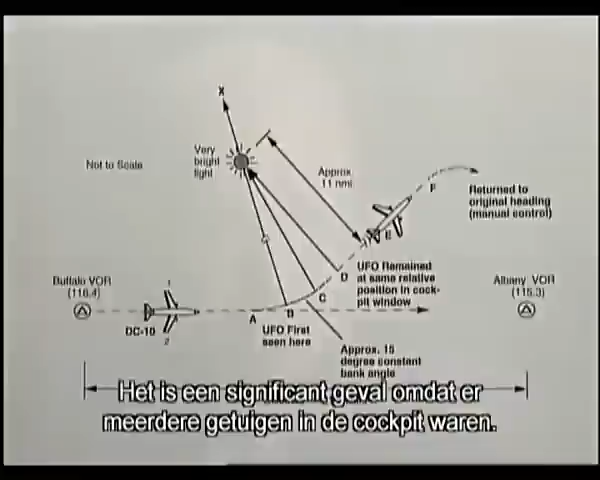 X
Very
bright
light
Not to Scale
Approx.
11 nmi
F
Returned to
original heading
(manual control)
E
D
UFO Remained
at same relative
position in cock-
pit window
Buffalo VOR
(116.4)
Albany VOR
(115.3)
1
DC-10
2
A
B
C
UFO First
seen here
Approx. 15
degree constant
bank angle
Het is een significant geval omdat er
meerdere getuigen in de cockpit waren.